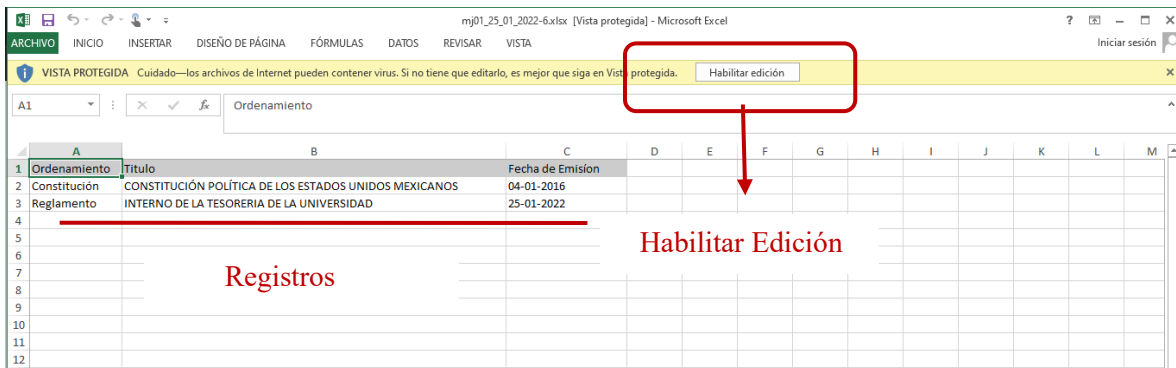 mj01_25_01_2022-6.xlsx [Vista protegida] - Microsoft Excel
ARCHIVO INICIO INSERTAR DISEÑO DE PÁGINA FÓRMULAS DATOS REVISAR VISTA Iniciar sesión
VISTA PROTEGIDA Cuidado—los archivos de Internet pueden contener virus. Si no tiene que editarlo, es mejor que siga en Vista protegida. Habilitar edición
A1 fx Ordenamiento
A B C D E F G H I J K L M
1 Ordenamiento Titulo Fecha de Emisíon
2 Constitución CONSTITUCIÓN POLÍTICA DE LOS ESTADOS UNIDOS MEXICANOS 04-01-2016
3 Reglamento INTERNO DE LA TESORERIA DE LA UNIVERSIDAD 25-01-2022
4
5
Habilitar Edición
6
7
Registros
8
9
10
11
12